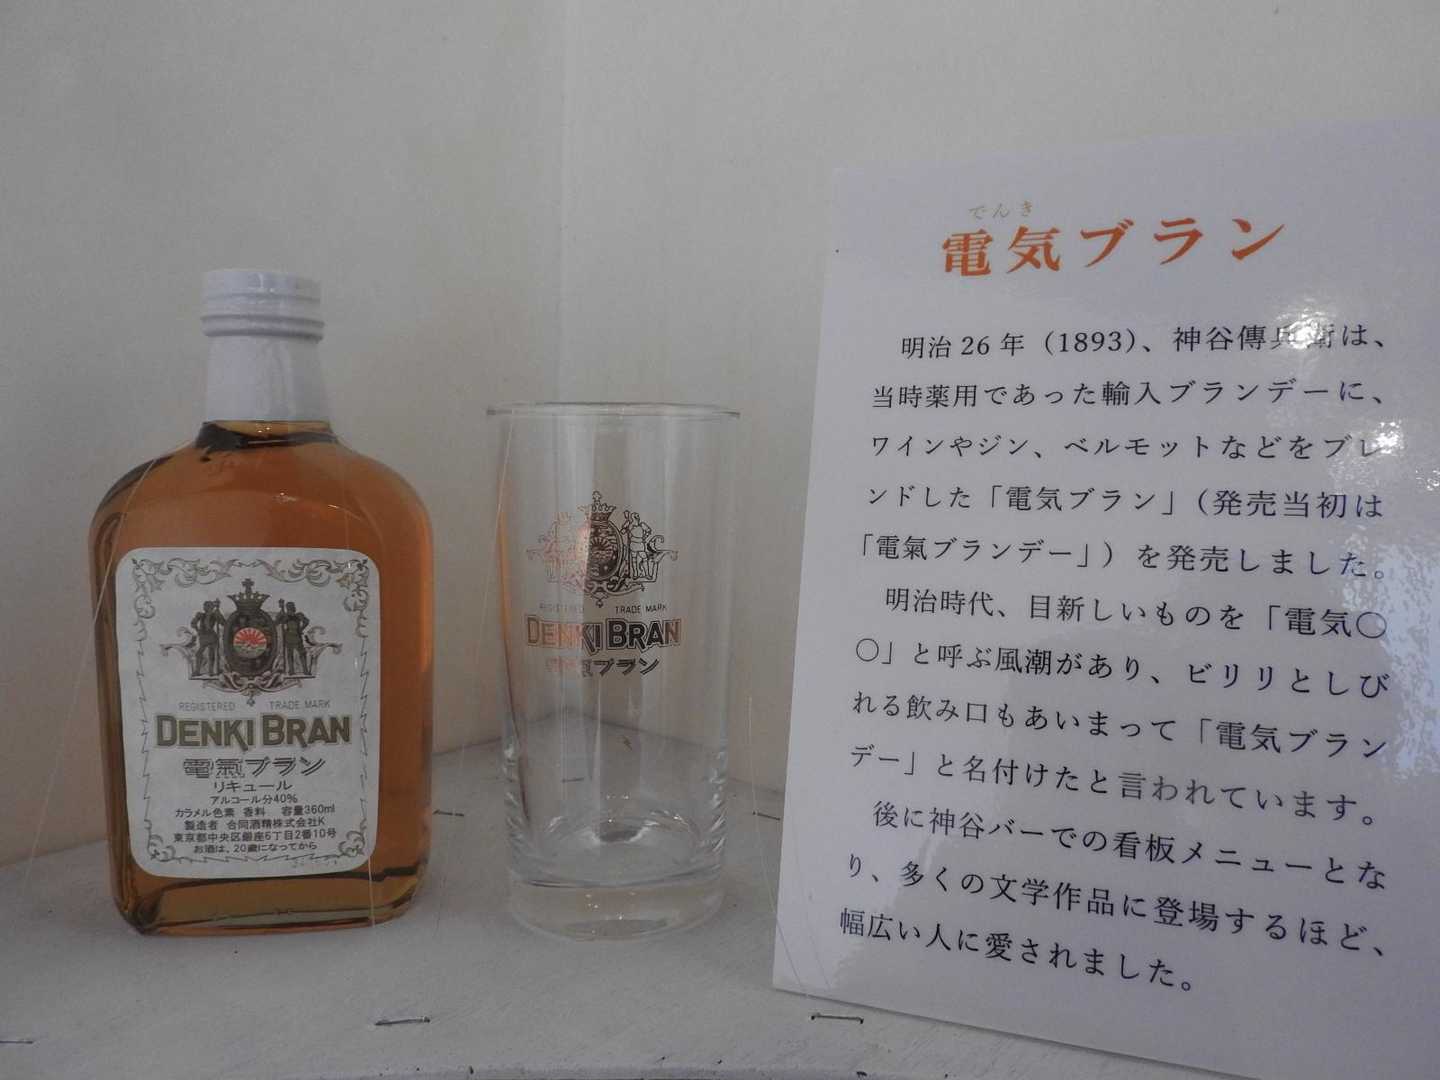 REGISTERED TRADE MARK
DENKI BRAN
電氣ブラン
リキュール
アルコール分40%
カラメル色素 香料 容量360ml
製造者 合同酒精株式会社K
東京都中央区銀座6丁目2番10号
お酒は、20歳になってから
REGISTERED TRADE MARK
DENKI BRAN
電氣ブラン
でんき
電気ブラン
明治26年（1893）、神谷傳兵衛は、
当時薬用であった輸入ブランデーに、
ワインやジン、ベルモットなどをブレ
ンドした「電気ブラン」（発売当初は
「電氣ブランデー」）を発売しました。
明治時代、目新しいものを「電気〇
〇」と呼ぶ風潮があり、ビリリとしび
れる飲み口もあいまって「電気ブラン
デー」と名付けたと言われています。
後に神谷バーでの看板メニューとな
り、多くの文学作品に登場するほど、
幅広い人に愛されました。